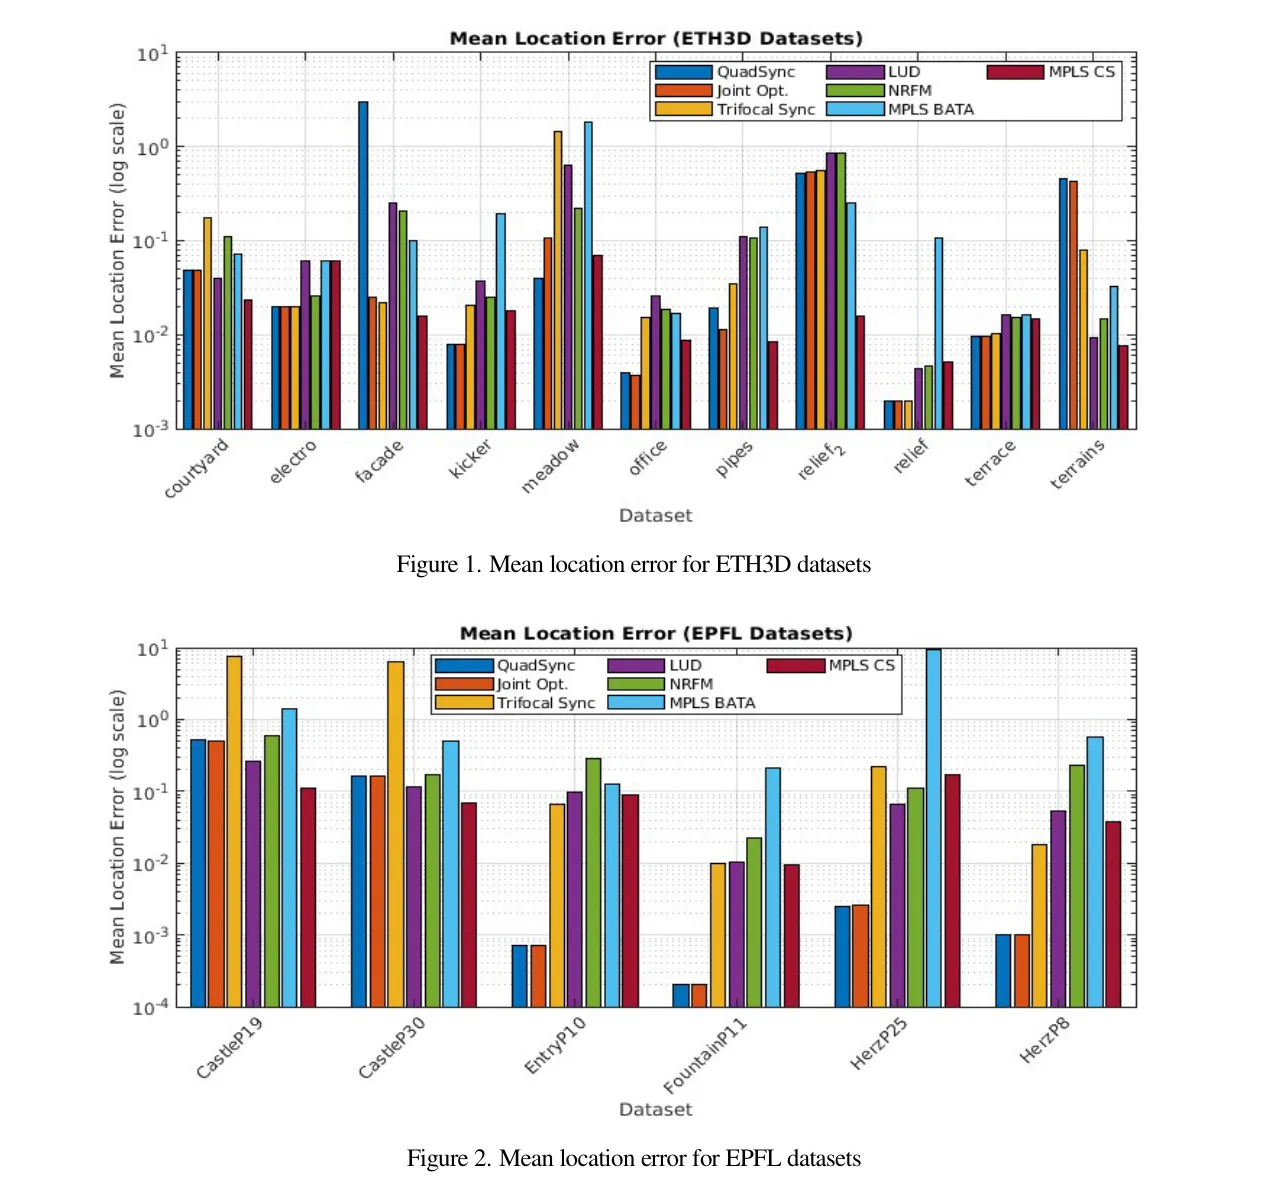 Mean Location Error (ETH3D Datasets)
Mean Location Error (log scale)
10^1
10^0
10^-1
10^-2
10^-3
QuadSync
Joint Opt.
Trifocal Sync
LUD
NRFM
MPLS BATA
MPLS CS
courtyard
electro
facade
kicker
meadow
office
pipes
relief_2
relief
terrace
terrains
Dataset
Figure 1. Mean location error for ETH3D datasets
Mean Location Error (EPFL Datasets)
Mean Location Error (log scale)
10^1
10^0
10^-1
10^-2
10^-3
10^-4
QuadSync
Joint Opt.
Trifocal Sync
LUD
NRFM
MPLS BATA
MPLS CS
CastleP19
CastleP30
EntryP10
FountainP11
HerzP25
HerzP8
Dataset
Figure 2. Mean location error for EPFL datasets